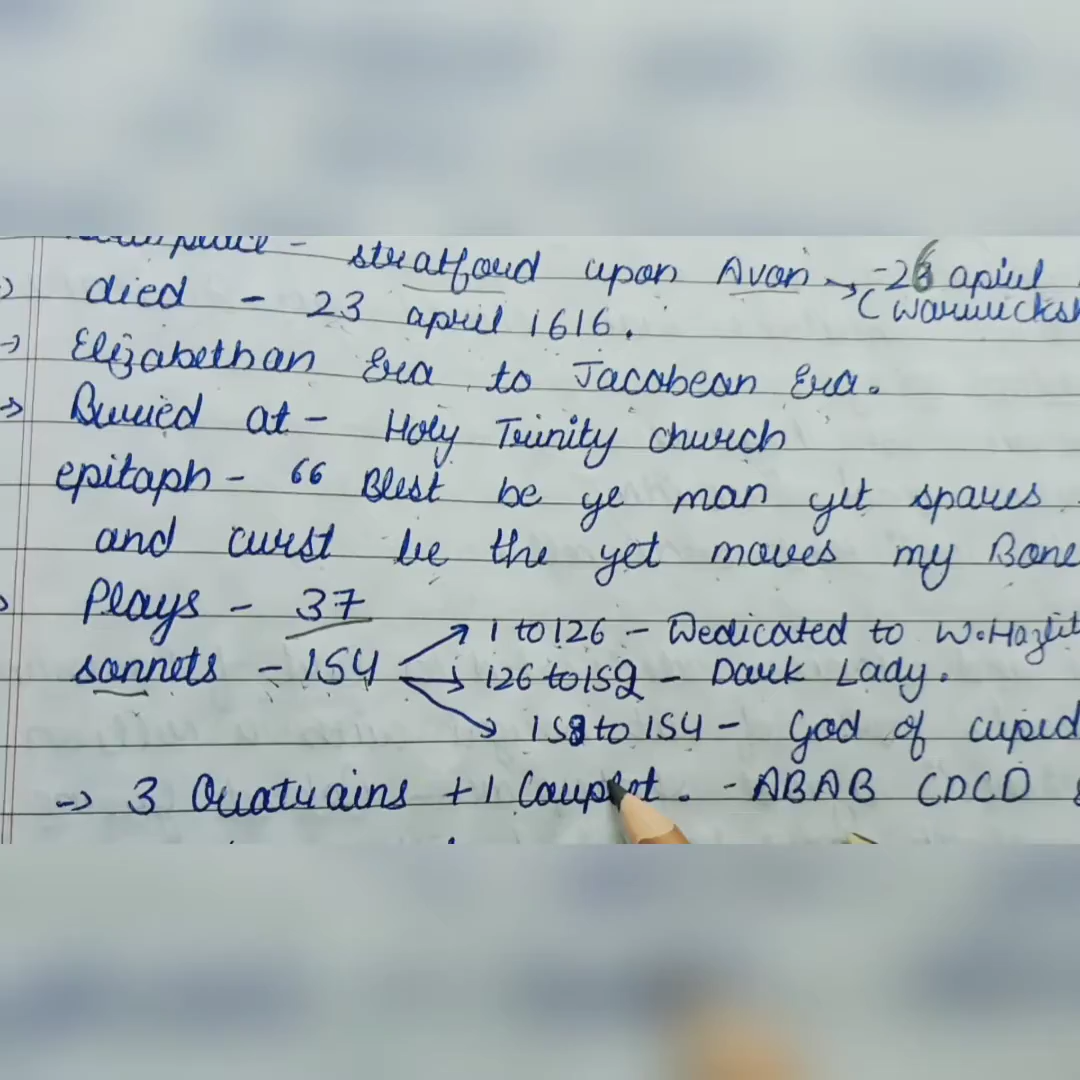 - stratford upon Avon → -26 april
died - 23 april 1616. (Warwicksh
→ Elizabethan Era to Jacobean Era.
→ Buried at - Holy Trinity church
epitaph - 66 Blest be ye man yet spares
and curst be the yet moves my Bone
Plays - 37
1 to 126 - Dedicated to W. Hazlit
sonnets - 154
126 to 152 - Dark Lady.
153 to 154 - God of cupid
→ 3 Quatrains + 1 Couplet. - ABAB CDCD